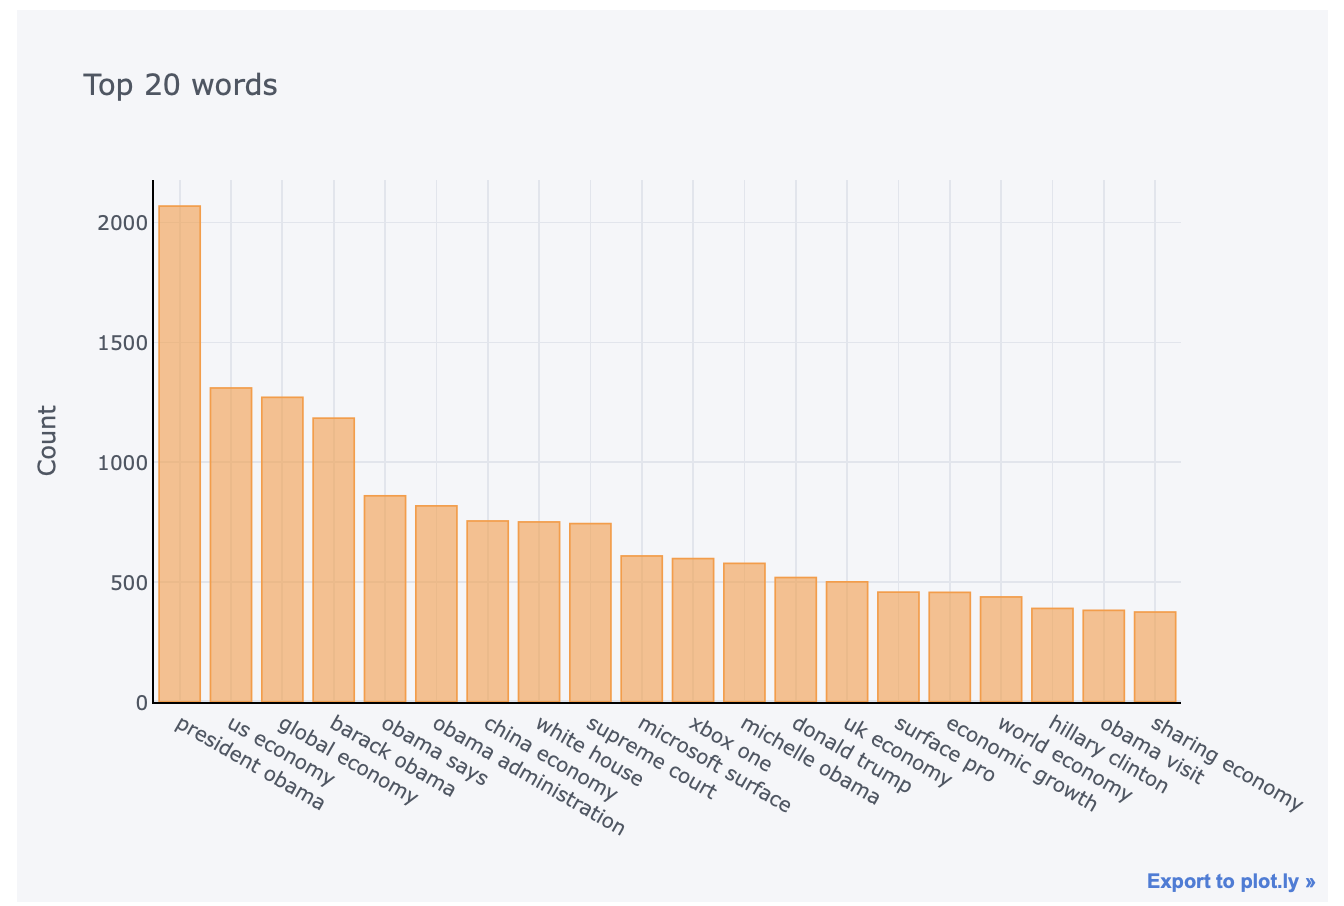 Top 20 words
Count
2000
1500
1000
500
0
president obama
us economy
global economy
barack obama
obama says
obama administration
china economy
white house
supreme court
microsoft surface
xbox one
michelle obama
donald trump
uk economy
surface pro
economic growth
world economy
hillary clinton
obama visit
sharing economy
Export to plot.ly »